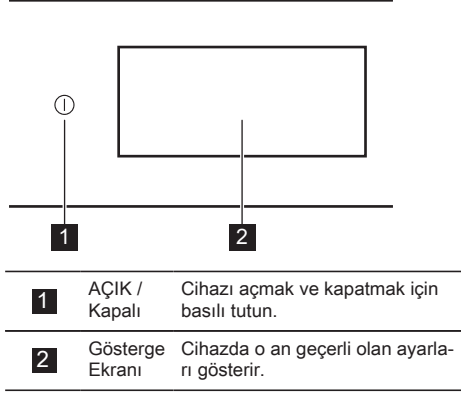 1
2
1
AÇIK /
Kapalı
Cihazı açmak ve kapatmak için
basılı tutun.
2
Gösterge
Ekranı
Cihazda o an geçerli olan ayarla-
rı gösterir.